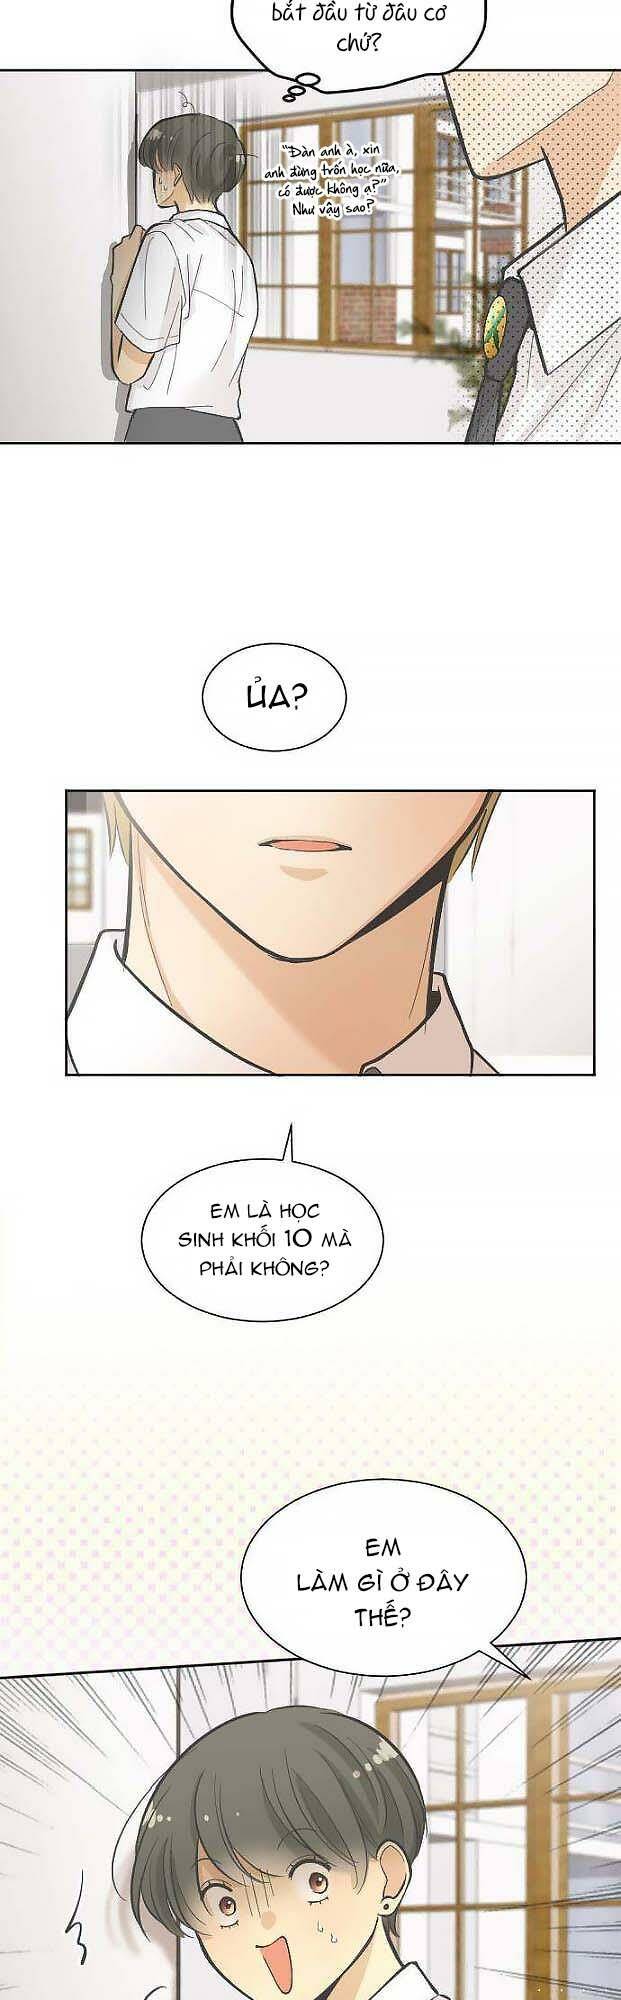 bắt đầu từ đâu cơ
chứ?
"Đàn anh à, xin
anh đừng trốn học nữa,
có được không ạ?"
Như vậy sao?
ỦA?
EM LÀ HỌC
SINH KHỐI 10 MÀ
PHẢI KHÔNG?
EM
LÀM GÌ Ở ĐÂY
THẾ?